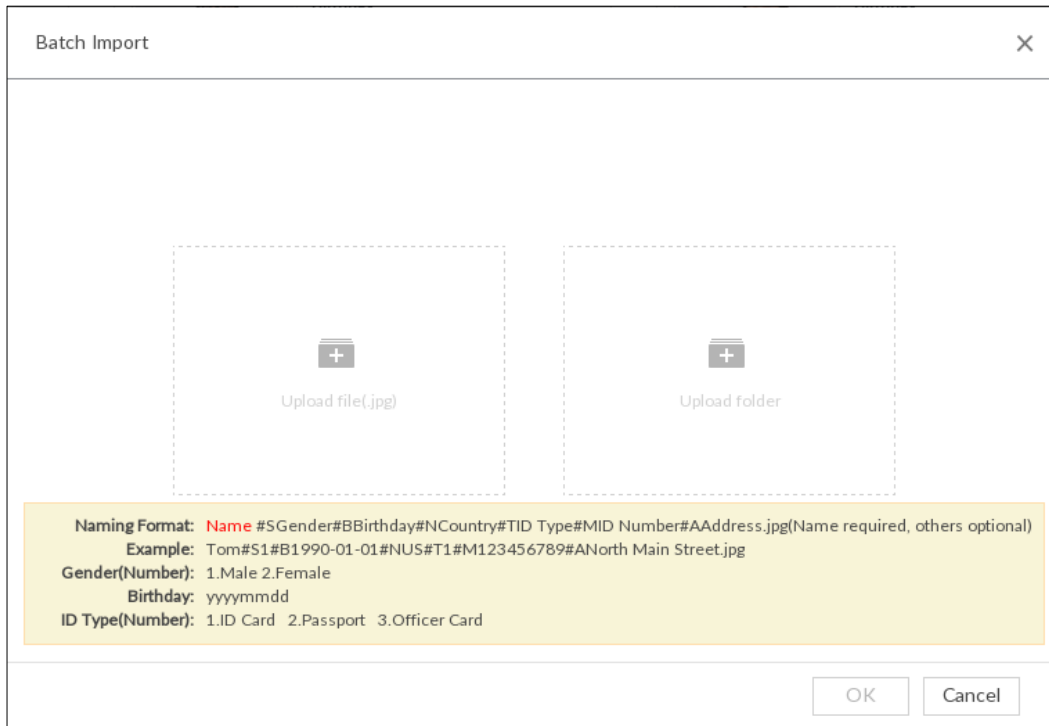 Batch Import
Upload file(.jpg)
Upload folder
Naming Format: Name #SGender#BBirthday#NCountry#TID Type#MID Number#AAddress.jpg(Name required, others optional)
Example: Tom#S1#B1990-01-01#NUS#T1#M123456789#ANorth Main Street.jpg
Gender(Number): 1.Male 2.Female
Birthday: yyyymmdd
ID Type(Number): 1.ID Card 2.Passport 3.Officer Card
OK
Cancel